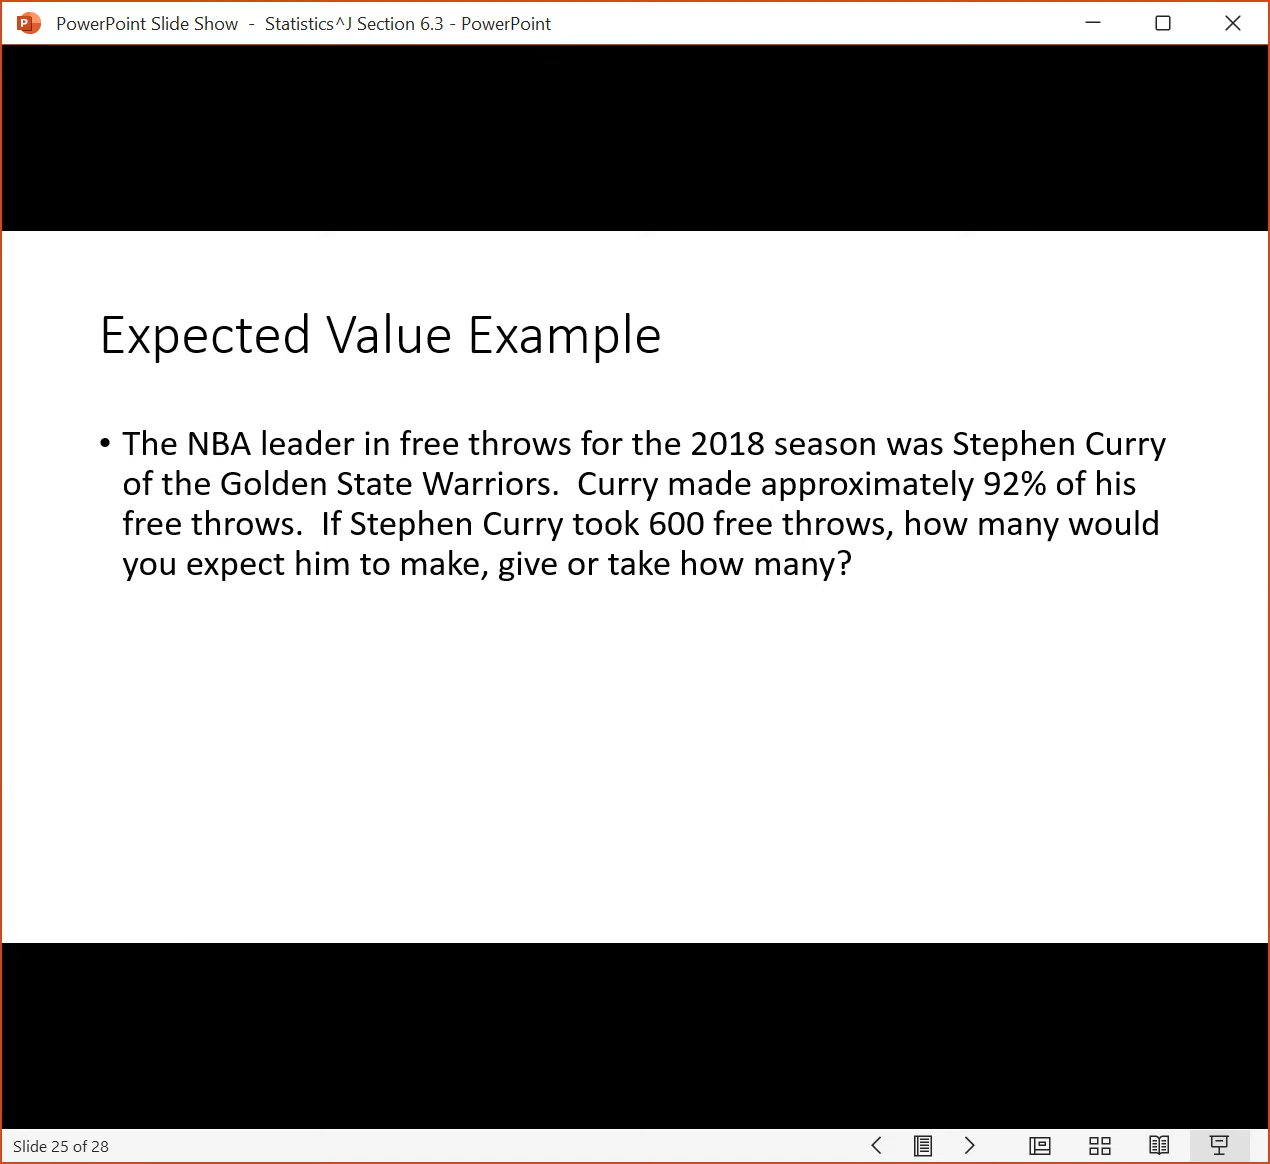 PowerPoint Slide Show  -  Statistics^J Section 6.3 - PowerPoint
Expected Value Example
• The NBA leader in free throws for the 2018 season was Stephen Curry
of the Golden State Warriors.  Curry made approximately 92% of his
free throws.  If Stephen Curry took 600 free throws, how many would
you expect him to make, give or take how many?
Slide 25 of 28